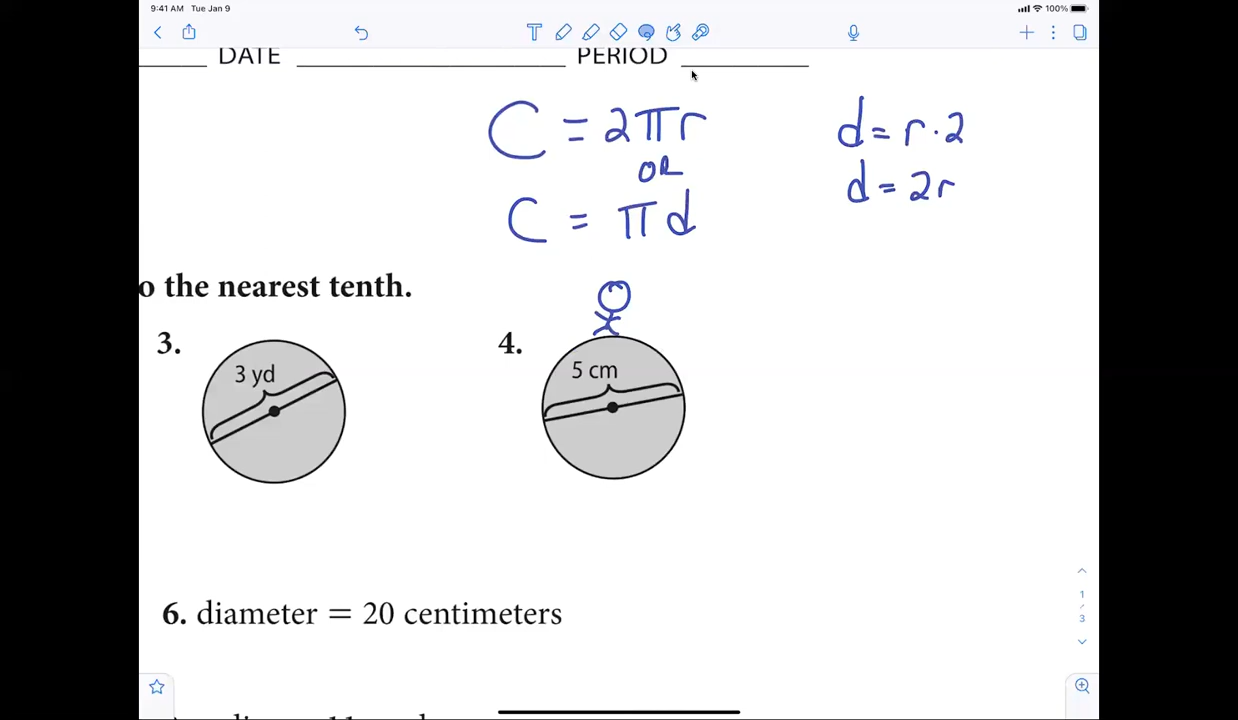 9:41 AM Tue Jan 9
100%
DATE
PERIOD
C = 2πr
OR
C = πd
d = r · 2
d = 2r
o the nearest tenth.
3.
3 yd
4.
5 cm
1
3
6. diameter = 20 centimeters